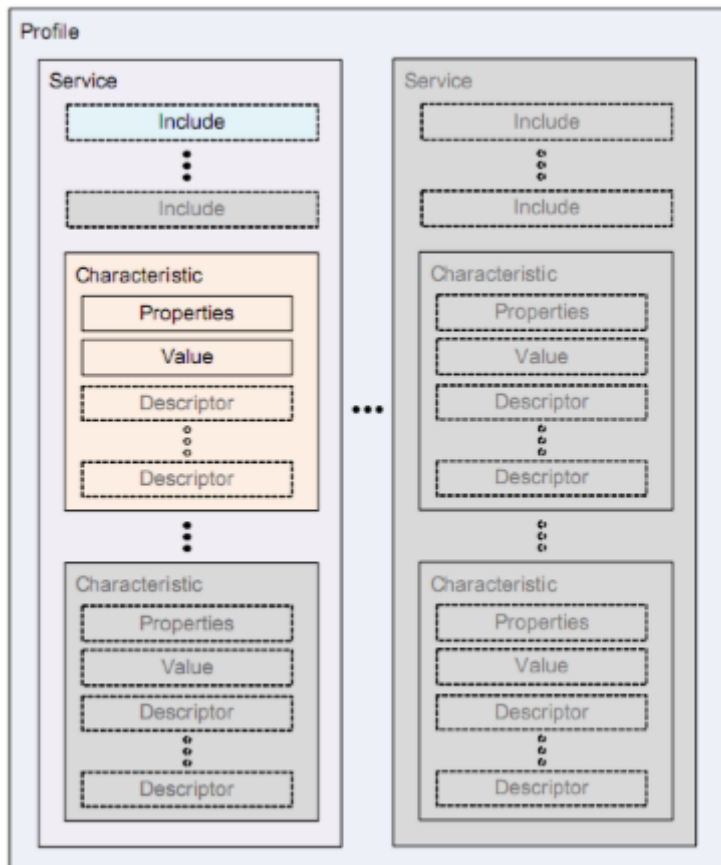 Profile
Service
Include
Include
Characteristic
Properties
Value
Descriptor
Descriptor
Characteristic
Properties
Value
Descriptor
Descriptor
Service
Include
Include
Characteristic
Properties
Value
Descriptor
Descriptor
Characteristic
Properties
Value
Descriptor
Descriptor